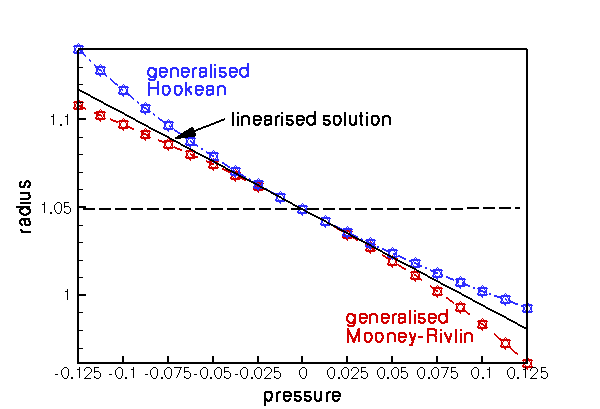 generalised
Hookean
linearised solution
1.1
1.05
1
radius
generalised
Mooney-Rivlin
-0.125 -0.1 -0.075 -0.05 -0.025 0 0.025 0.05 0.075 0.1 0.125
pressure